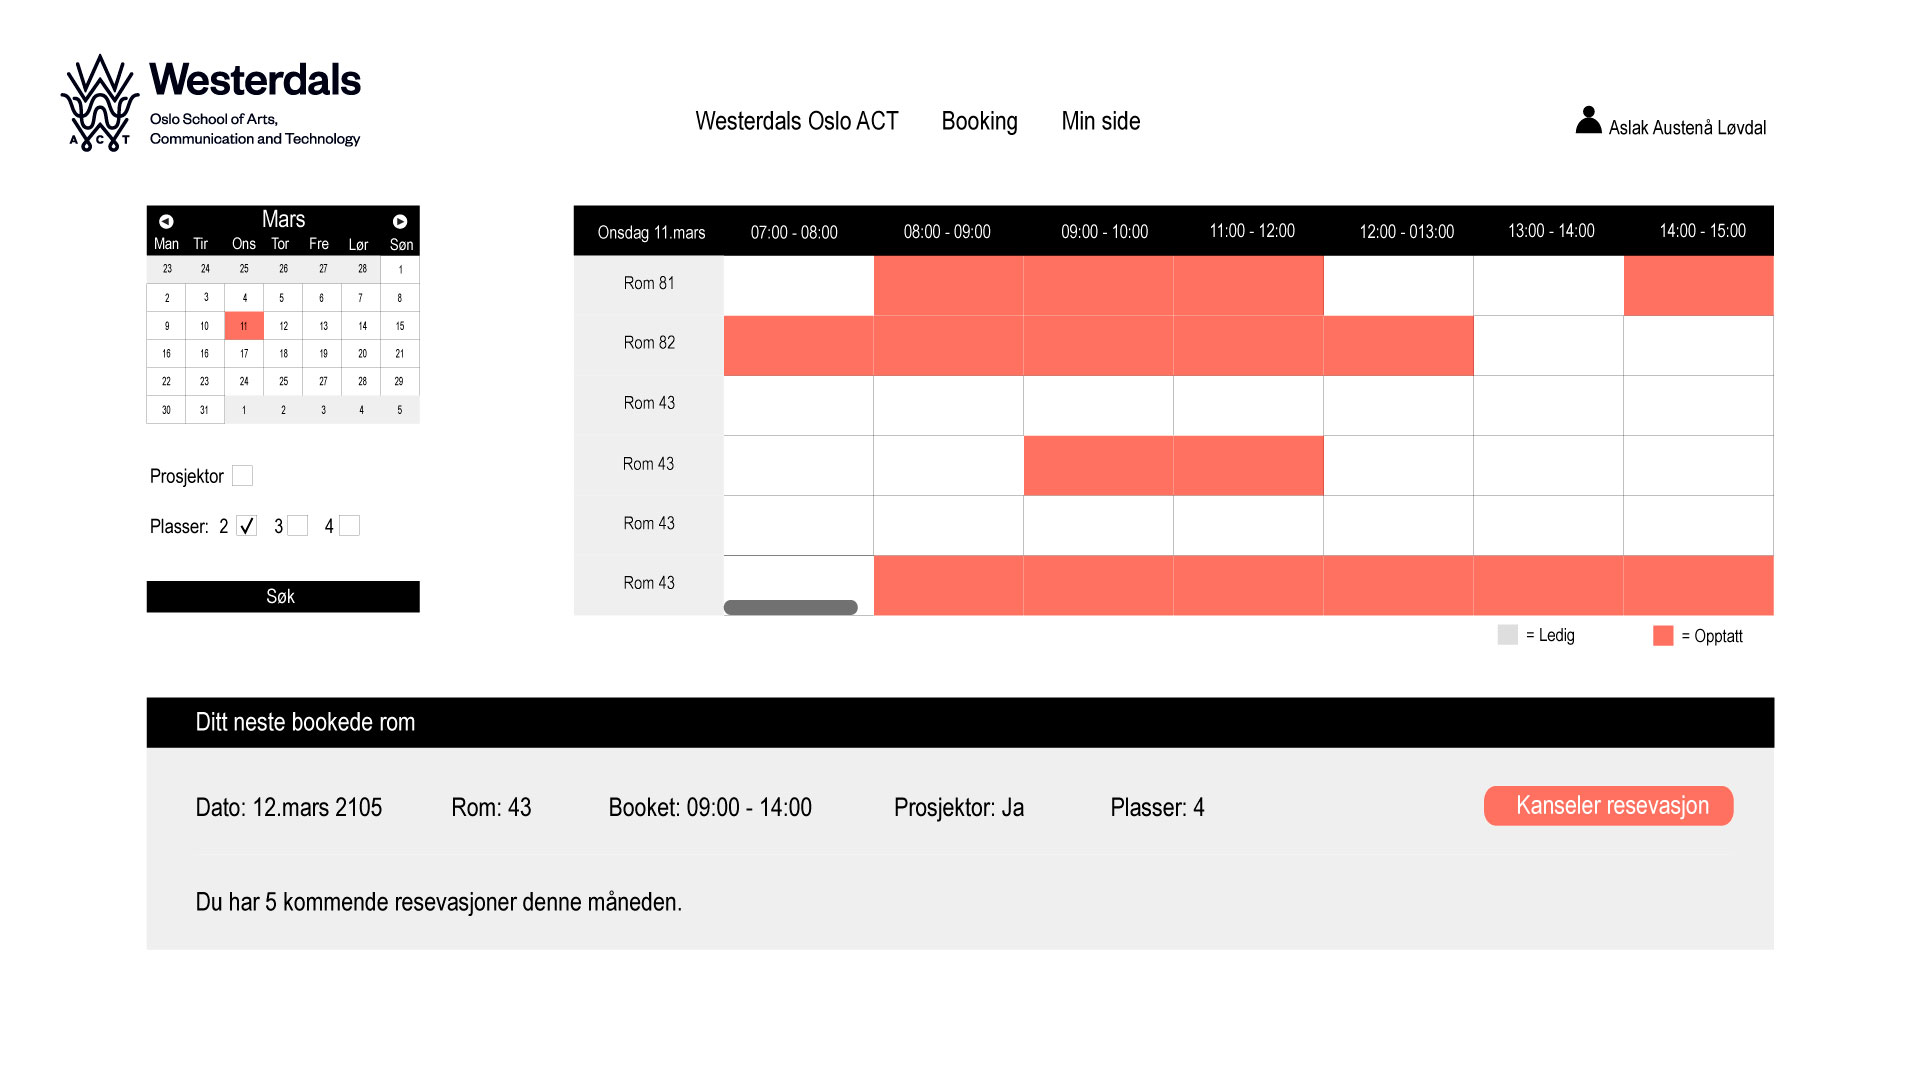 Westerdals
Oslo School of Arts,
Communication and Technology
A C T
Westerdals Oslo ACT Booking Min side
Aslak Austenå Løvdal
Mars
Man Tir Ons Tor Fre Lør Søn
23 24 25 26 27 28 1
2 3 4 5 6 7 8
9 10 11 12 13 14 15
16 16 17 18 19 20 21
22 23 24 25 27 28 29
30 31 1 2 3 4 5
Prosjektor
Plasser: 2 3 4
Søk
Onsdag 11.mars 07:00 - 08:00 08:00 - 09:00 09:00 - 10:00 11:00 - 12:00 12:00 - 013:00 13:00 - 14:00 14:00 - 15:00
Rom 81
Rom 82
Rom 43
Rom 43
Rom 43
Rom 43
= Ledig = Opptatt
Ditt neste bookede rom
Dato: 12.mars 2105 Rom: 43 Booket: 09:00 - 14:00 Prosjektor: Ja Plasser: 4 Kanseler resevasjon
Du har 5 kommende resevasjoner denne måneden.